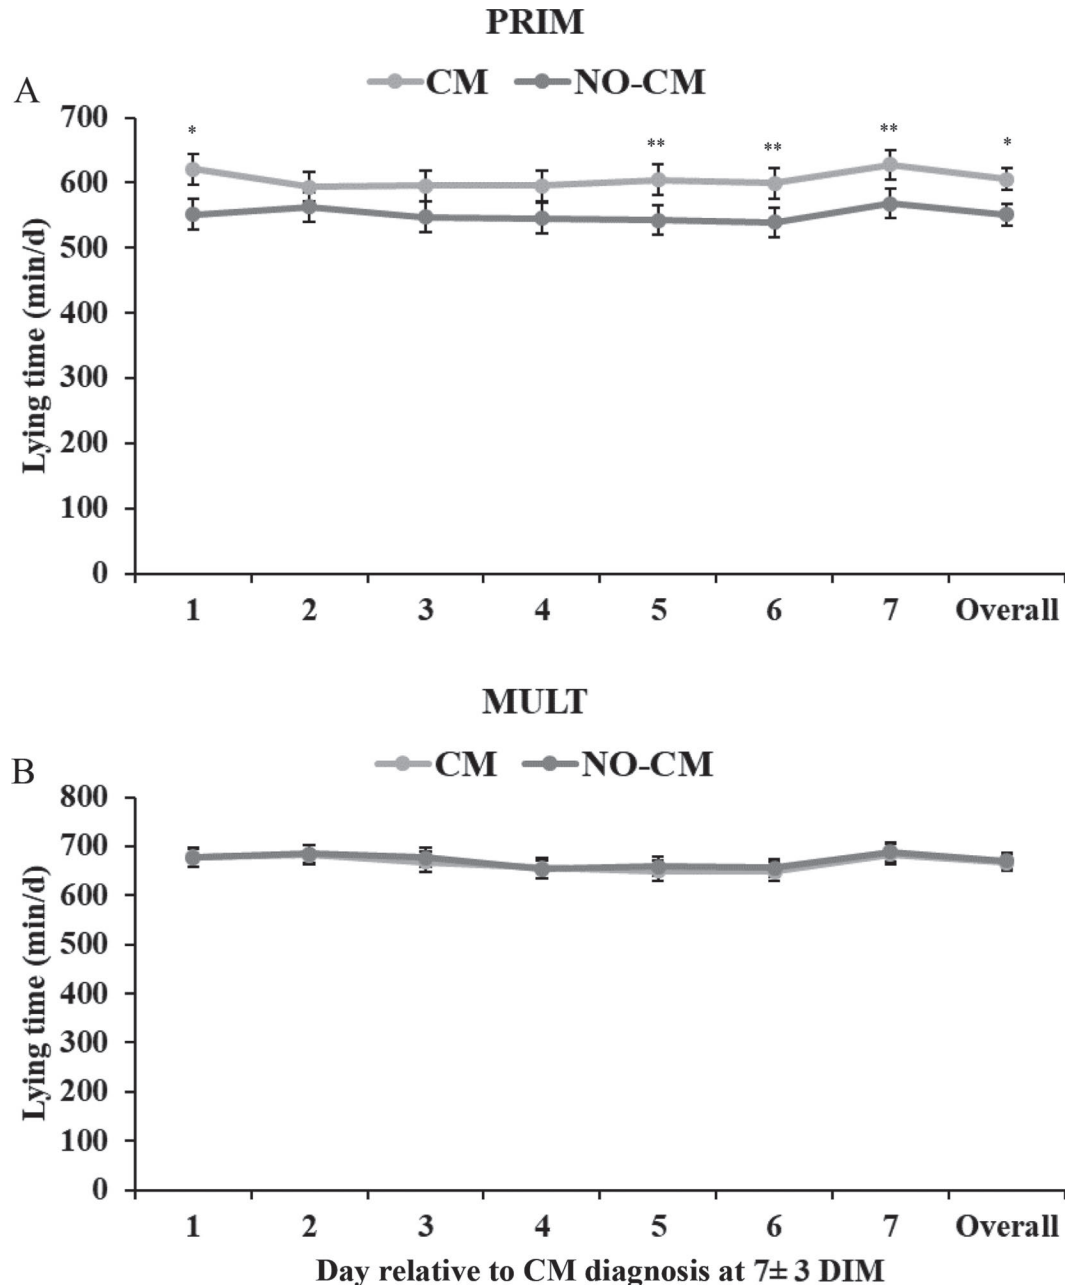 PRIM
A
CM NO-CM
700
600
500
400
300
200
100
0
Lying time (min/d)
* ** ** ** *
1 2 3 4 5 6 7 Overall
MULT
B
CM NO-CM
800
700
600
500
400
300
200
100
0
Lying time (min/d)
1 2 3 4 5 6 7 Overall
Day relative to CM diagnosis at 7± 3 DIM